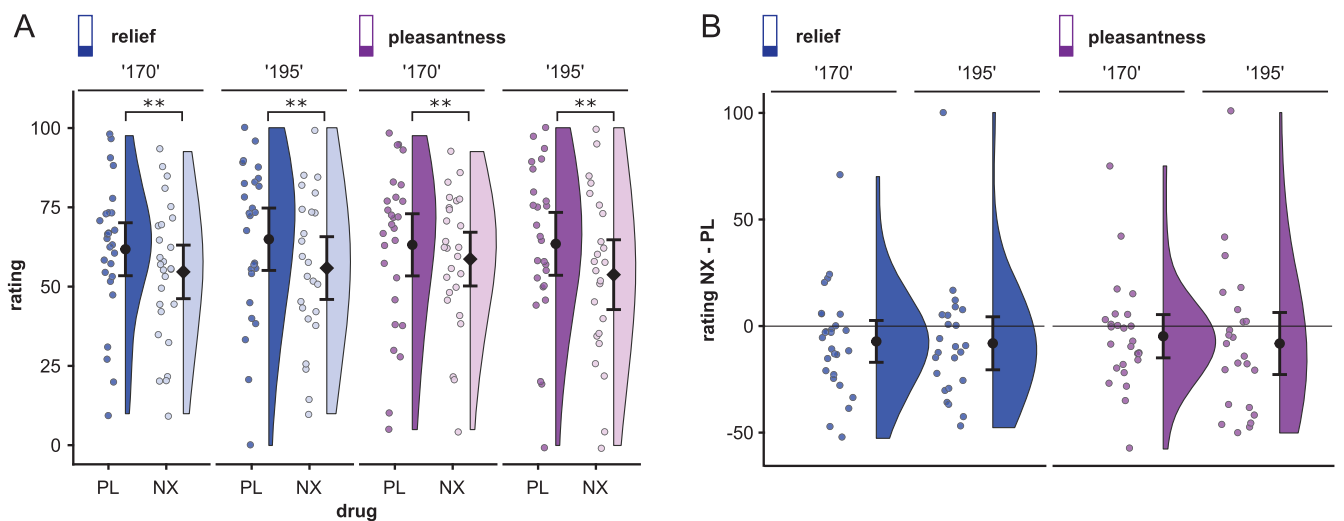 A
relief
pleasantness
'170'
'195'
'170'
'195'
**
**
**
**
rating
100
75
50
25
0
PL
NX
PL
NX
PL
NX
PL
NX
drug
B
relief
pleasantness
'170'
'195'
'170'
'195'
rating NX - PL
100
50
0
-50